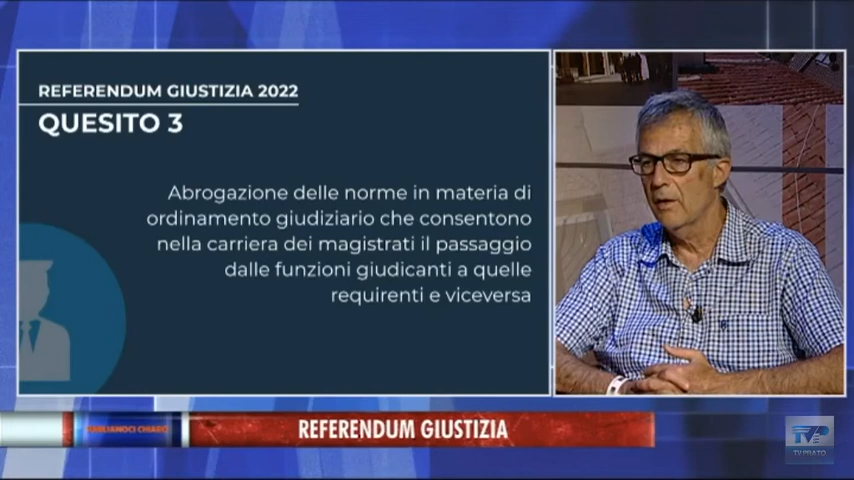 REFERENDUM GIUSTIZIA 2022
QUESITO 3
Abrogazione delle norme in materia di
ordinamento giudiziario che consentono
nella carriera dei magistrati il passaggio
dalle funzioni giudicanti a quelle
requirenti e viceversa
PARLIAMOCI CHIARO
REFERENDUM GIUSTIZIA
TVP
TV PRATO